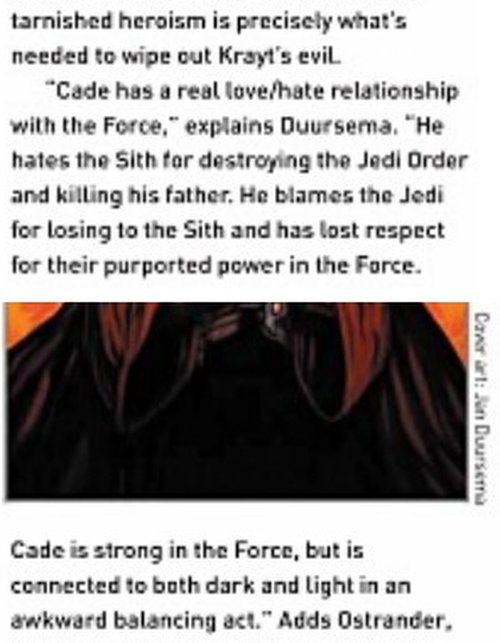 tarnished heroism is precisely what's
needed to wipe out Krayt's evil.
"Cade has a real love/hate relationship
with the Force," explains Duursema. "He
hates the Sith for destroying the Jedi Order
and killing his father. He blames the Jedi
for losing to the Sith and has lost respect
for their purported power in the Force.
Cover art: Jan Duursema
Cade is strong in the Force, but is
connected to both dark and light in an
awkward balancing act." Adds Ostrander,